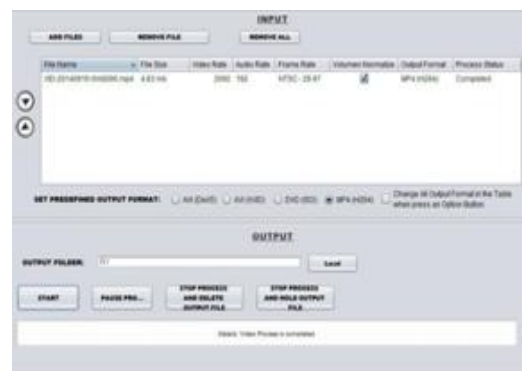 INPUT
ADD FILES REMOVE FILE REMOVE ALL
File Name File Size Video Rate Audio Rate Frame Rate Volumen Normalize Output Format Process Status
4.63 mb 2000 192 NTSC - 29.97 MP4 (H264) Completed
SET PREDEFINED OUTPUT FORMAT: AVI (DivX) AVI (XviD) DVD (ISO) MP4 (H264) Change All Output Format in the Table
when press an Option Button
OUTPUT
OUTPUT FOLDER: Load
START PAUSE PRO... STOP PROCESS
AND DELETE
OUTPUT FILE STOP PROCESS
AND HOLD OUTPUT
FILE
Video Process is completed